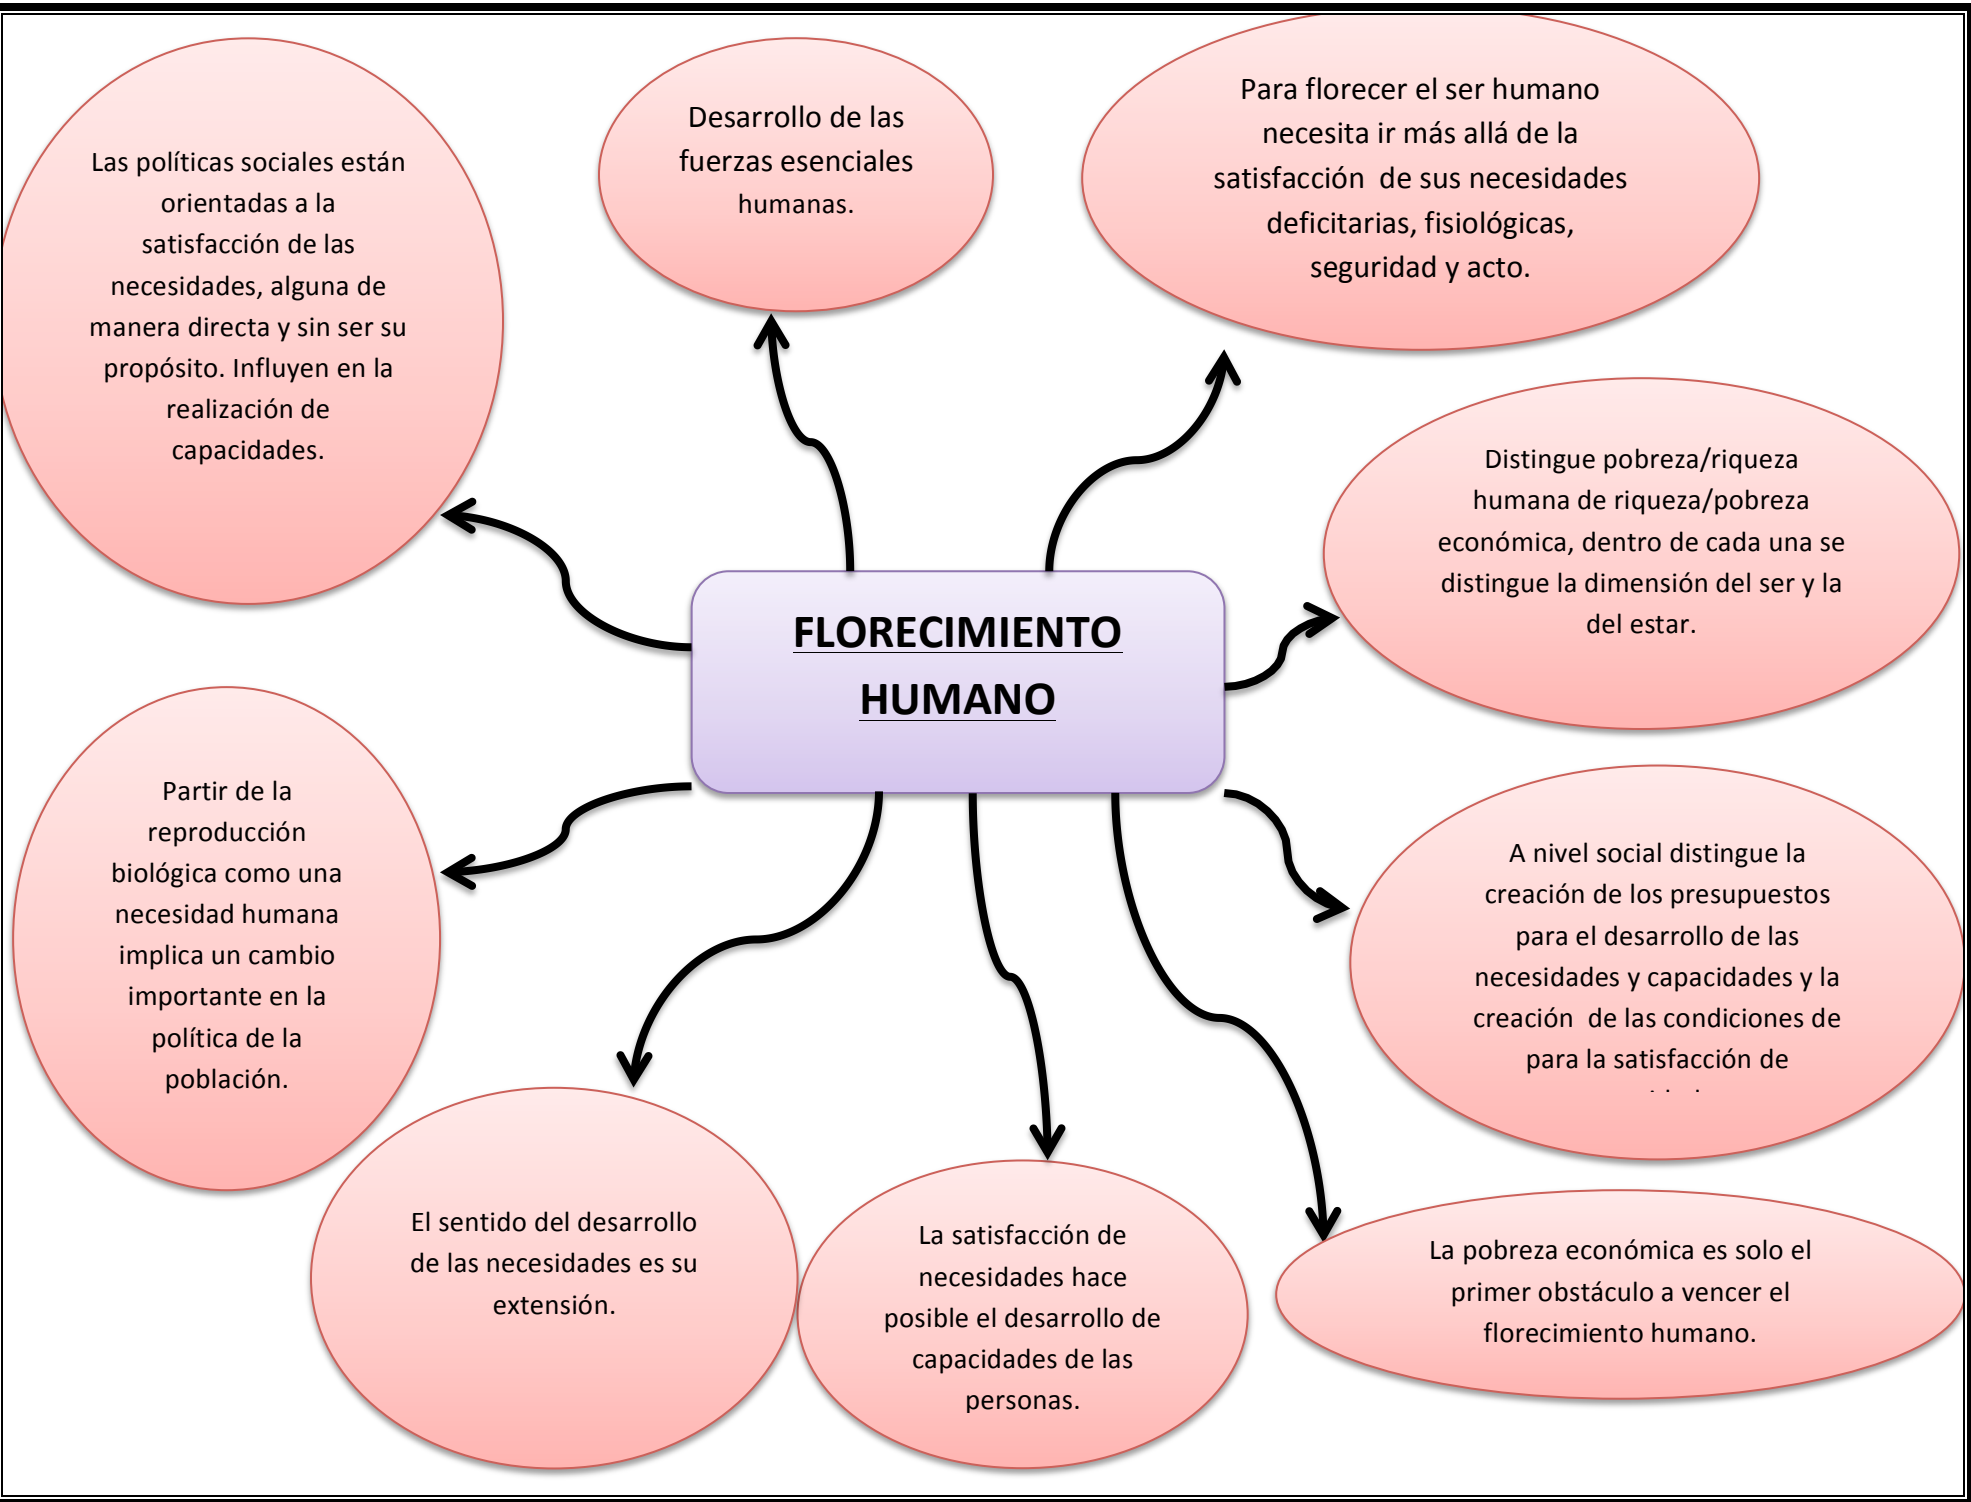 Las políticas sociales están
orientadas a la
satisfacción de las
necesidades, alguna de
manera directa y sin ser su
propósito. Influyen en la
realización de
capacidades.
Desarrollo de las
fuerzas esenciales
humanas.
Para florecer el ser humano
necesita ir más allá de la
satisfacción  de sus necesidades
deficitarias, fisiológicas,
seguridad y acto.
Distingue pobreza/riqueza
humana de riqueza/pobreza
económica, dentro de cada una se
distingue la dimensión del ser y la
del estar.
FLORECIMIENTO
HUMANO
Partir de la
reproducción
biológica como una
necesidad humana
implica un cambio
importante en la
política de la
población.
A nivel social distingue la
creación de los presupuestos
para el desarrollo de las
necesidades y capacidades y la
creación  de las condiciones de
para la satisfacción de
El sentido del desarrollo
de las necesidades es su
extensión.
La satisfacción de
necesidades hace
posible el desarrollo de
capacidades de las
personas.
La pobreza económica es solo el
primer obstáculo a vencer el
florecimiento humano.